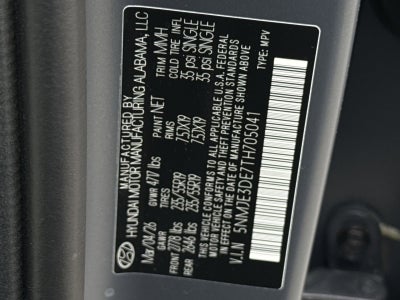 MANUFACTURED BY
HYUNDAI MOTOR MANUFACTURING ALABAMA, LLC
Mar/04/26 GVWR 4717 lbs PAINT NET TRIM MMH
GAWR TIRES RIMS COLD TIRE INFL
FRONT 2778 lbs 235/55R19 7.5JX19 35 psi SINGLE
REAR 2646 lbs 235/55R19 7.5JX19 35 psi SINGLE
THIS VEHICLE CONFORMS TO ALL APPLICABLE U.S.A. FEDERAL
MOTOR VEHICLE SAFETY, BUMPER, AND THEFT PREVENTION STANDARDS
IN EFFECT ON THE DATE OF MANUFACTURE SHOWN ABOVE.
V.I.N 5NMJE3DE7TH705041 TYPE: MPV